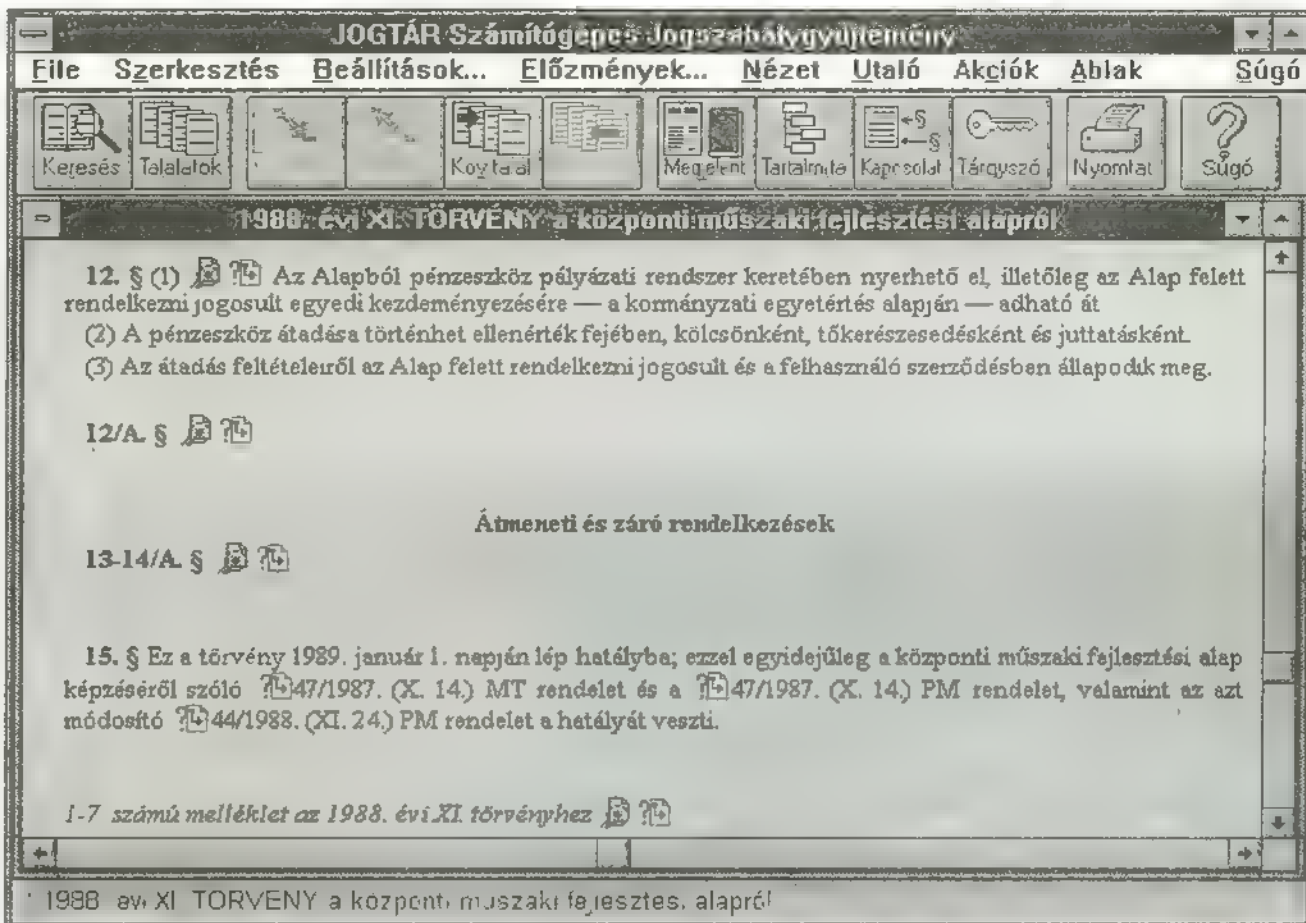 JOGTÁR Számítógépes Jogszabálygyűjtemény
File Szerkesztés Beállítások... Előzmények... Nézet Utaló Akciók Ablak Súgó
Keresés Találatok Köv talál Megjelent Tartalmuta Kapcsolat Tárgyszó Nyomtat Súgó
1988. évi XI. TÖRVÉNY a központi műszaki fejlesztési alapról
12. § (1) Az Alapból pénzeszköz pályázati rendszer keretében nyerhető el, illetőleg az Alap felett
rendelkezni jogosult egyedi kezdeményezésére — a kormányzati egyetértés alapján — adható át
(2) A pénzeszköz átadása történhet ellenérték fejében, kölcsönként, tőkerészesedésként és juttatásként.
(3) Az átadás feltételeiről az Alap felett rendelkezni jogosult és a felhasználó szerződésben állapodik meg.
12/A. §
Átmeneti és záró rendelkezések
13-14/A. §
15. § Ez a törvény 1989. január 1. napján lép hatályba; ezzel egyidejűleg a központi műszaki fejlesztési alap
képzéséről szóló 47/1987. (X. 14.) MT rendelet és a 47/1987. (X. 14.) PM rendelet, valamint az azt
módosító 44/1988. (XI. 24.) PM rendelet a hatályát veszti.
1-7 számú melléklet az 1988. évi XI. törvényhez
1988 évi XI TÖRVÉNY a központi műszaki fejlesztési alapról